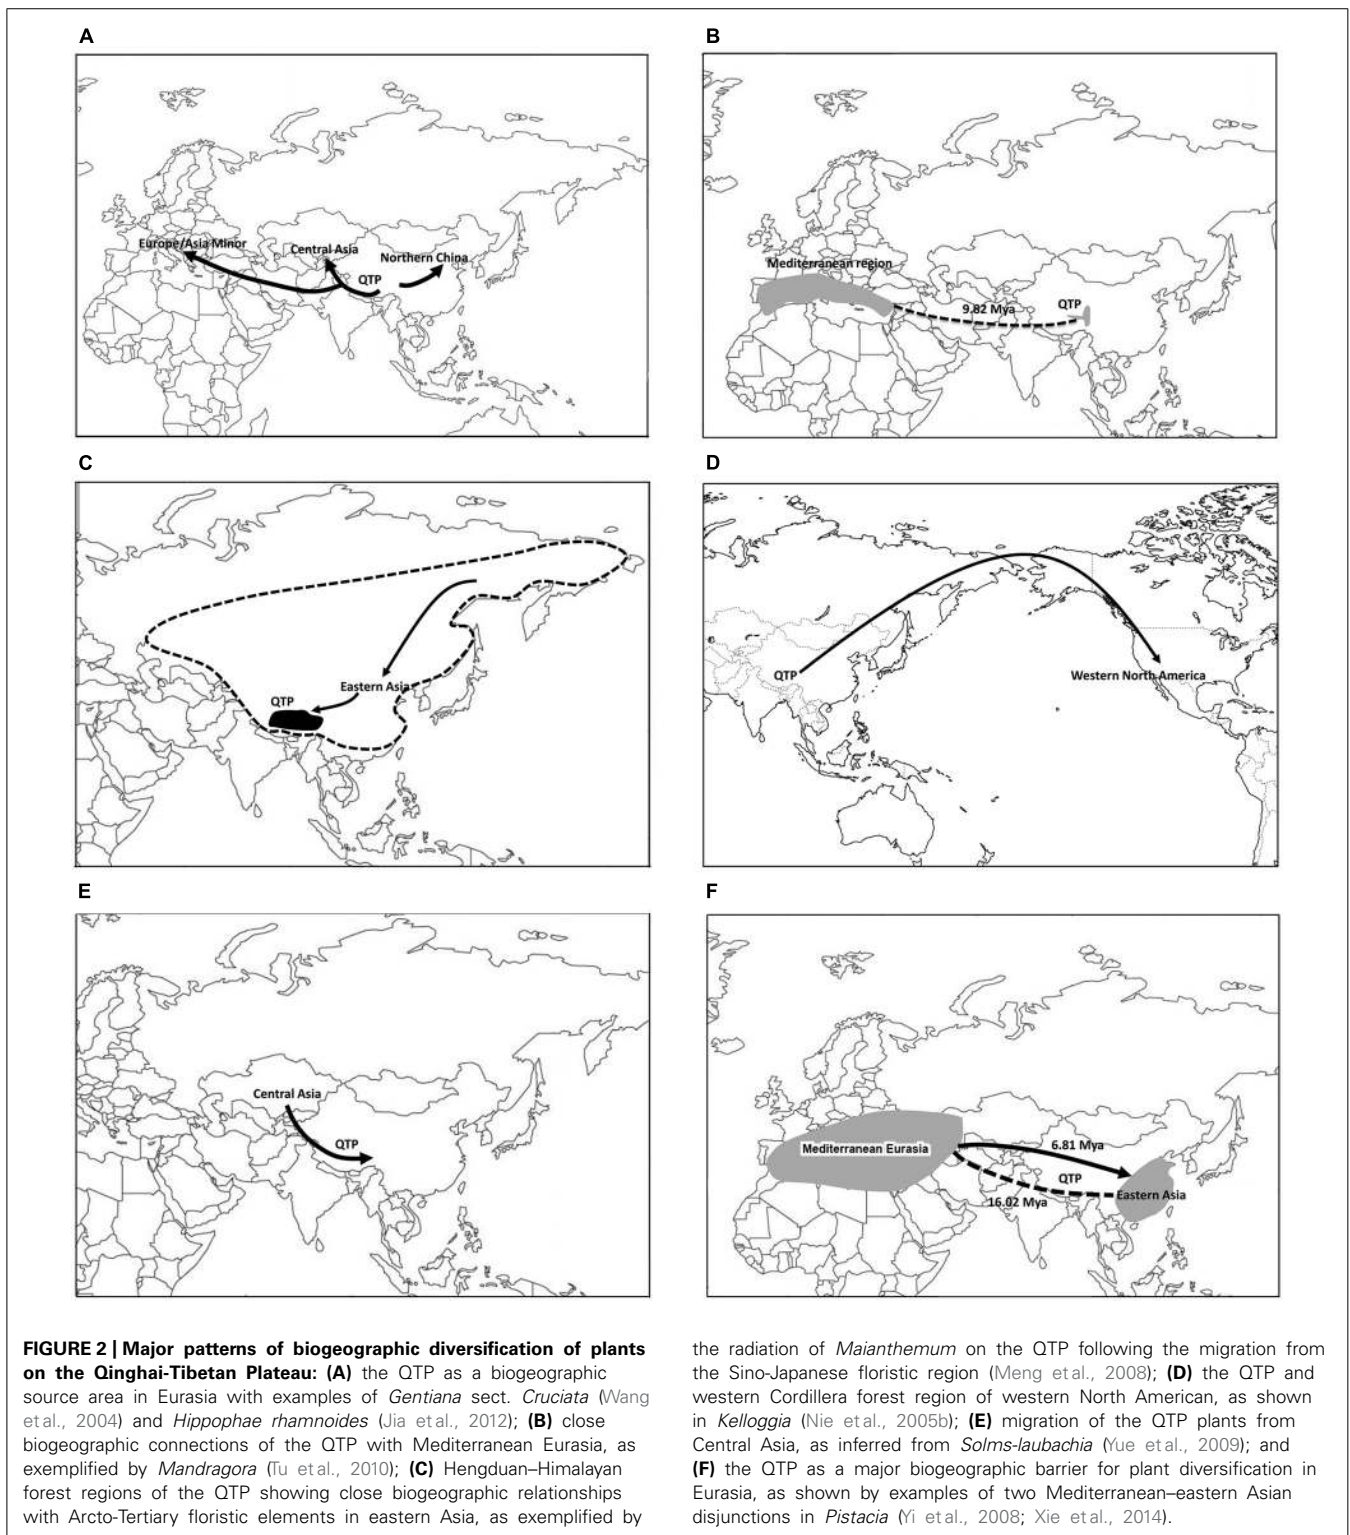 A
Europe/Asia Minor
Central Asia
Northern China
QTP
B
Mediterranean region
9.82 Mya
QTP
C
Eastern Asia
QTP
D
QTP
Western North America
E
Central Asia
QTP
F
Mediterranean Eurasia
6.81 Mya
QTP
Eastern Asia
16.02 Mya
FIGURE 2 | Major patterns of biogeographic diversification of plants
on the Qinghai-Tibetan Plateau: (A) the QTP as a biogeographic
source area in Eurasia with examples of Gentiana sect. Cruciata (Wang
et al., 2004) and Hippophae rhamnoides (Jia et al., 2012); (B) close
biogeographic connections of the QTP with Mediterranean Eurasia, as
exemplified by Mandragora (Tu et al., 2010); (C) Hengduan–Himalayan
forest regions of the QTP showing close biogeographic relationships
with Arcto-Tertiary floristic elements in eastern Asia, as exemplified by
the radiation of Maianthemum on the QTP following the migration from
the Sino-Japanese floristic region (Meng et al., 2008); (D) the QTP and
western Cordillera forest region of western North American, as shown
in Kelloggia (Nie et al., 2005b); (E) migration of the QTP plants from
Central Asia, as inferred from Solms-laubachia (Yue et al., 2009); and
(F) the QTP as a major biogeographic barrier for plant diversification in
Eurasia, as shown by examples of two Mediterranean–eastern Asian
disjunctions in Pistacia (Yi et al., 2008; Xie et al., 2014).